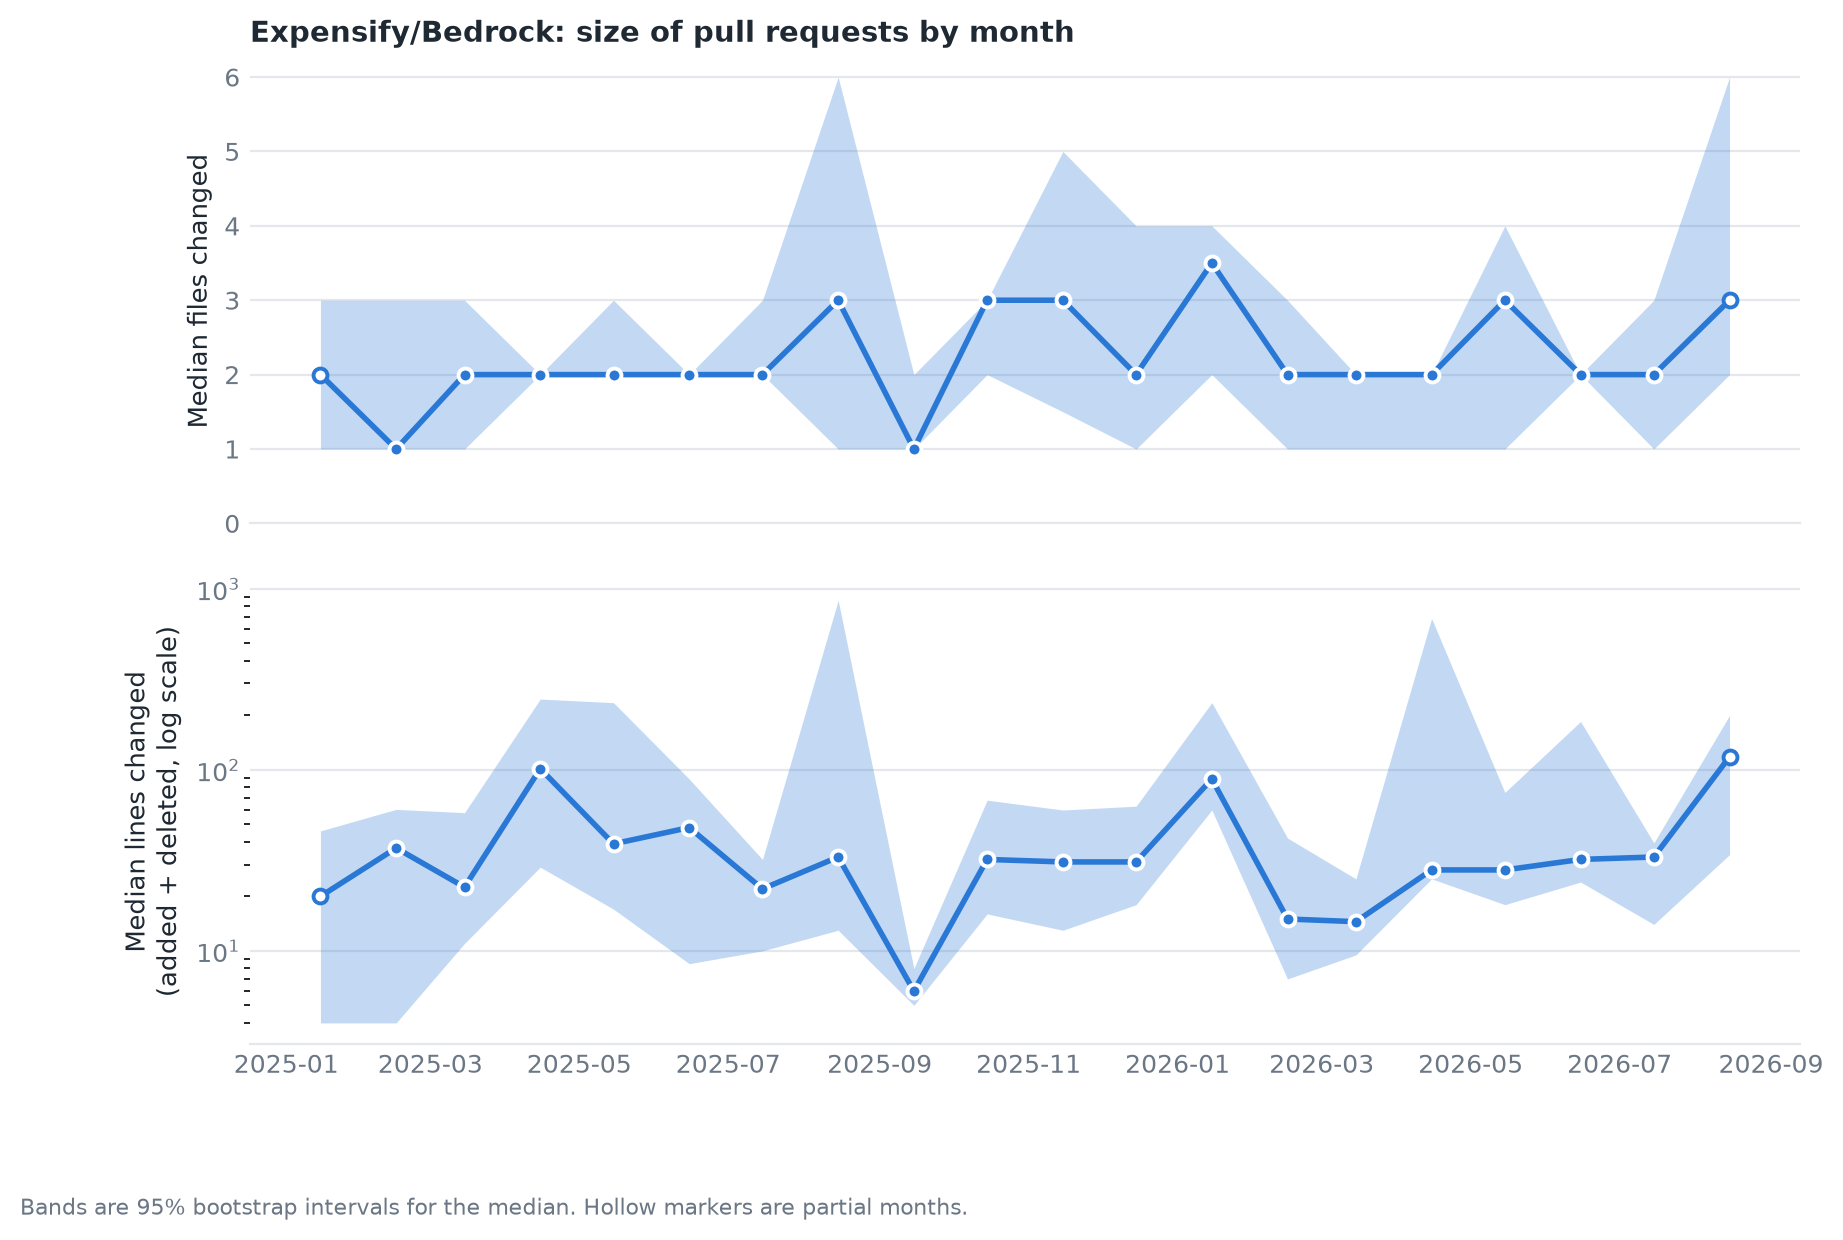 Expensify/Bedrock: size of pull requests by month
6
5
4
3
2
1
0
Median files changed
10³
10²
10¹
Median lines changed
(added + deleted, log scale)
2025-01 2025-03 2025-05 2025-07 2025-09 2025-11 2026-01 2026-03 2026-05 2026-07 2026-09
Bands are 95% bootstrap intervals for the median. Hollow markers are partial months.